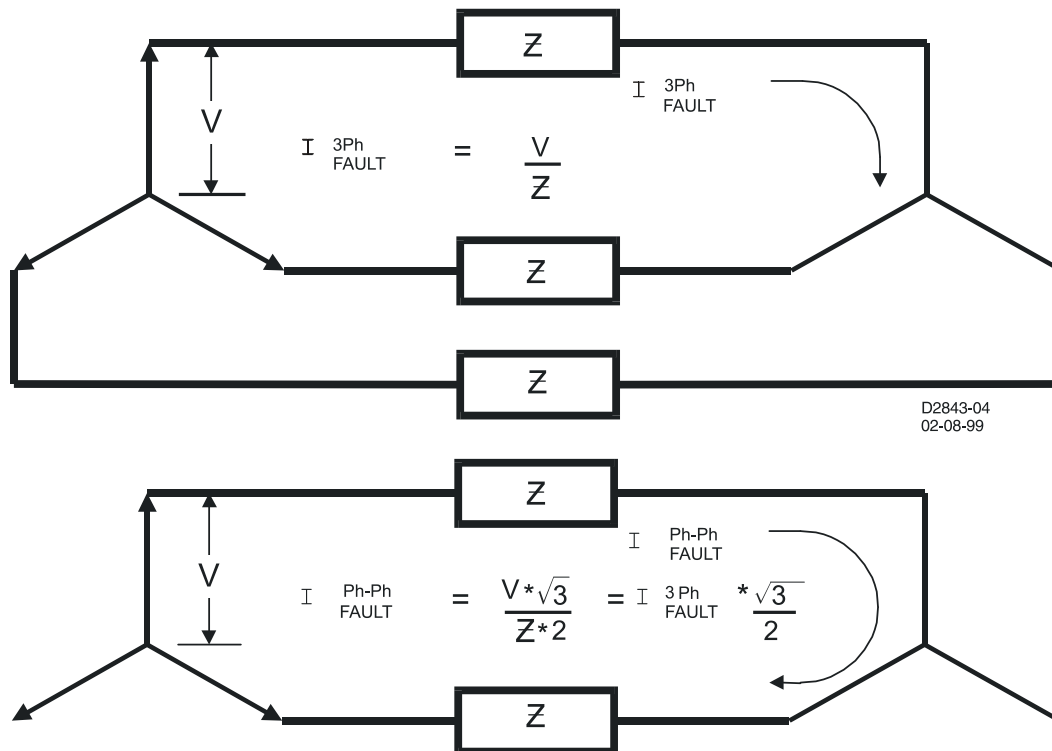 Ƶ
I 3Ph
FAULT
V
I 3Ph
FAULT = V
Ƶ
Ƶ
Ƶ
D2843-04
02-08-99
Ƶ
I Ph-Ph
FAULT
V
I Ph-Ph
FAULT = V*√3
Ƶ*2
= I 3 Ph
FAULT * √3
2
Ƶ